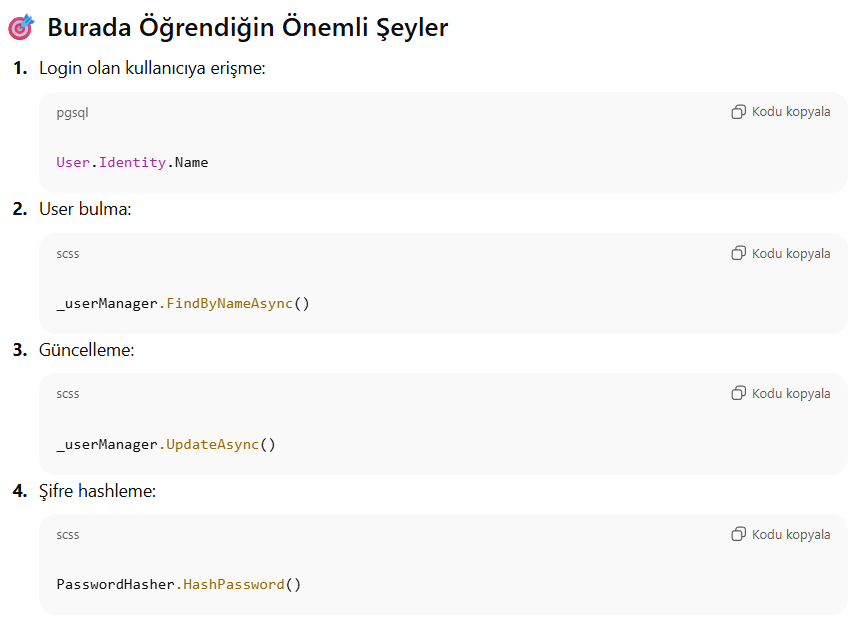 🎯 Burada Öğrendiğin Önemli Şeyler
1. Login olan kullanıcıya erişme:
pgsql Kodu kopyala
User.Identity.Name
2. User bulma:
scss Kodu kopyala
_userManager.FindByNameAsync()
3. Güncelleme:
scss Kodu kopyala
_userManager.UpdateAsync()
4. Şifre hashleme:
scss Kodu kopyala
PasswordHasher.HashPassword()